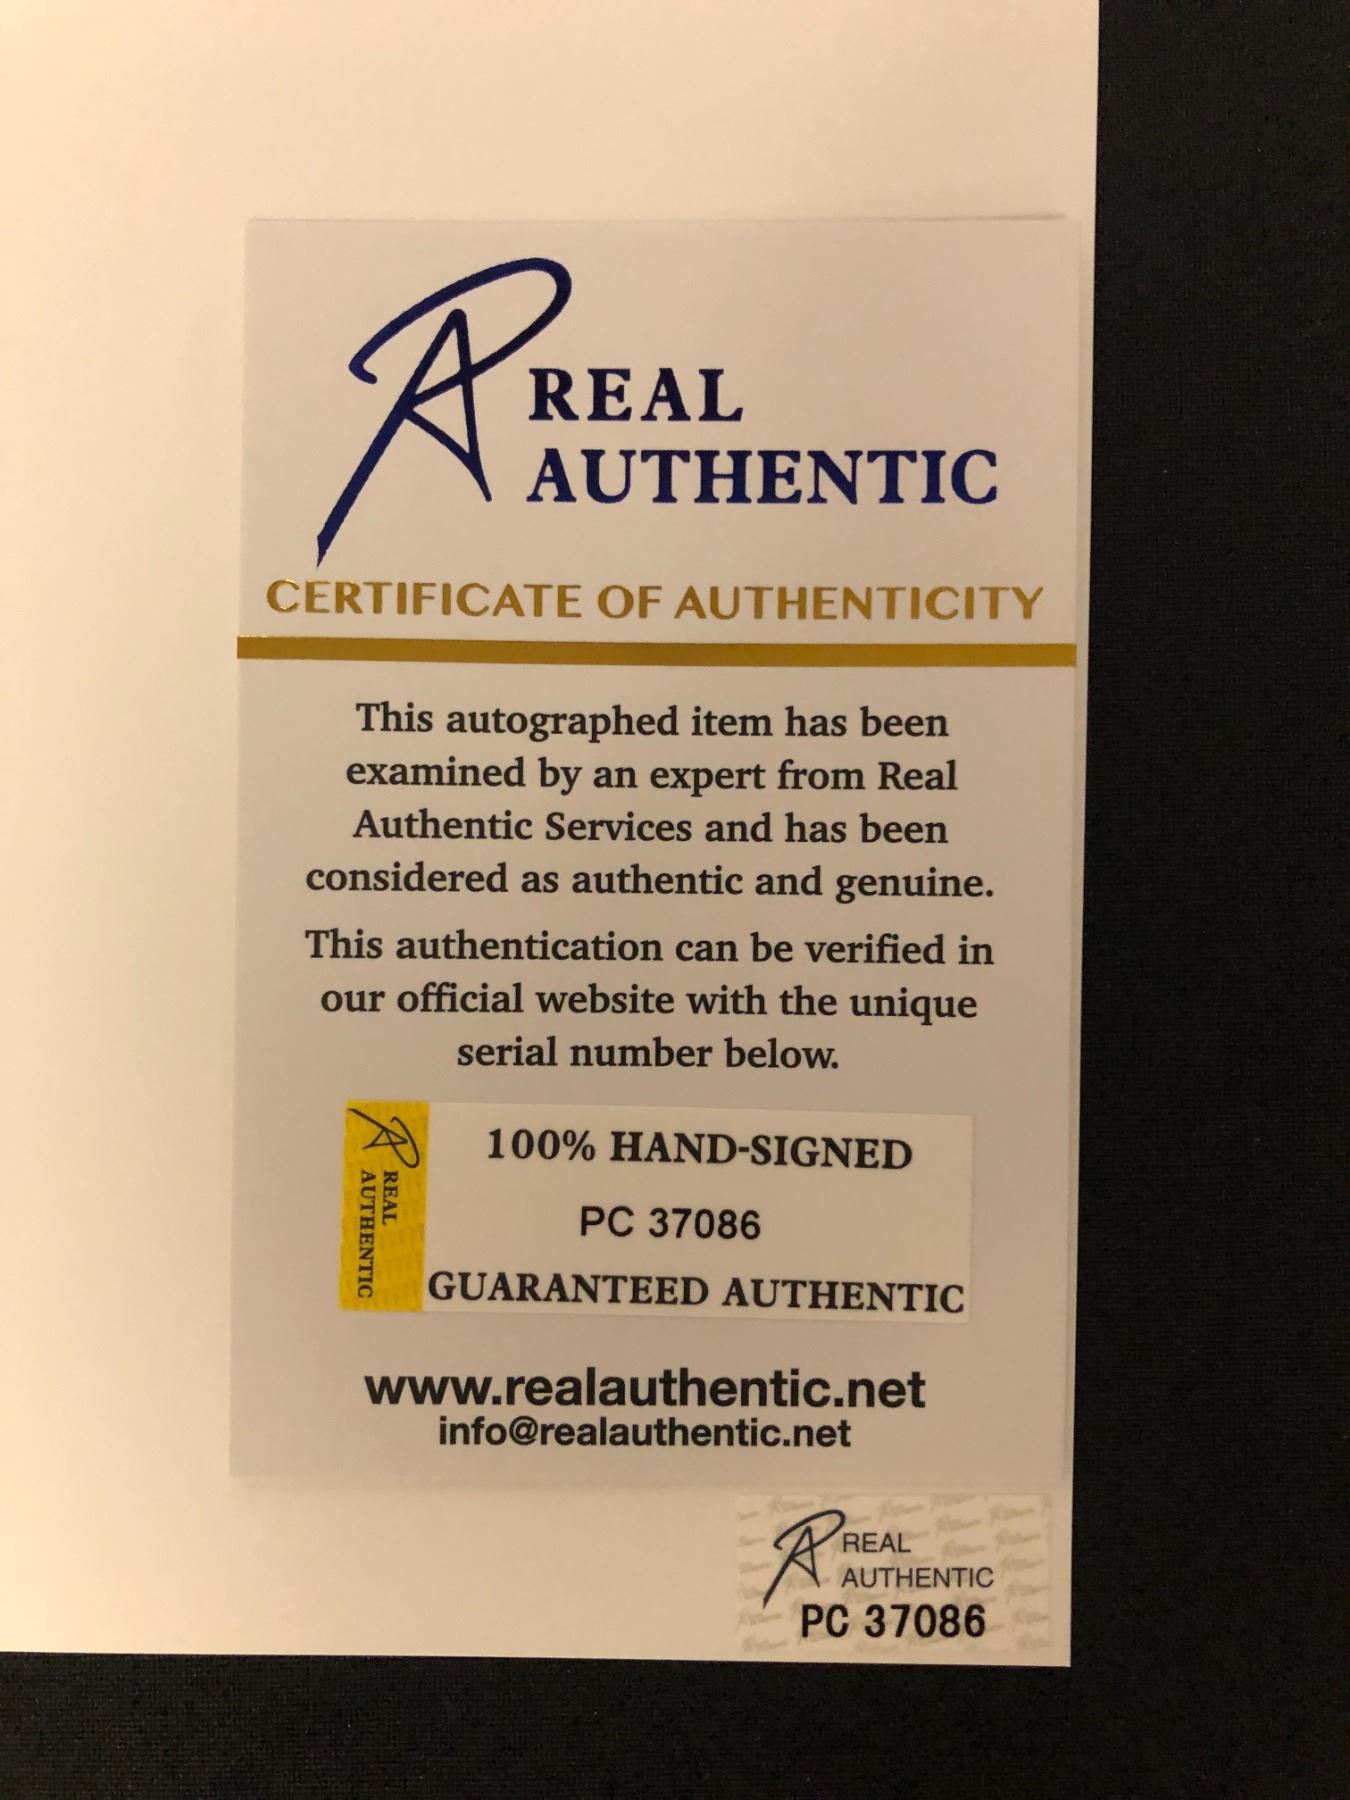 REAL
AUTHENTIC
CERTIFICATE OF AUTHENTICITY
This autographed item has been
examined by an expert from Real
Authentic Services and has been
considered as authentic and genuine.
This authentication can be verified in
our official website with the unique
serial number below.
REAL
AUTHENTIC
100% HAND-SIGNED
PC 37086
GUARANTEED AUTHENTIC
www.realauthentic.net
info@realauthentic.net
REAL
AUTHENTIC
PC 37086